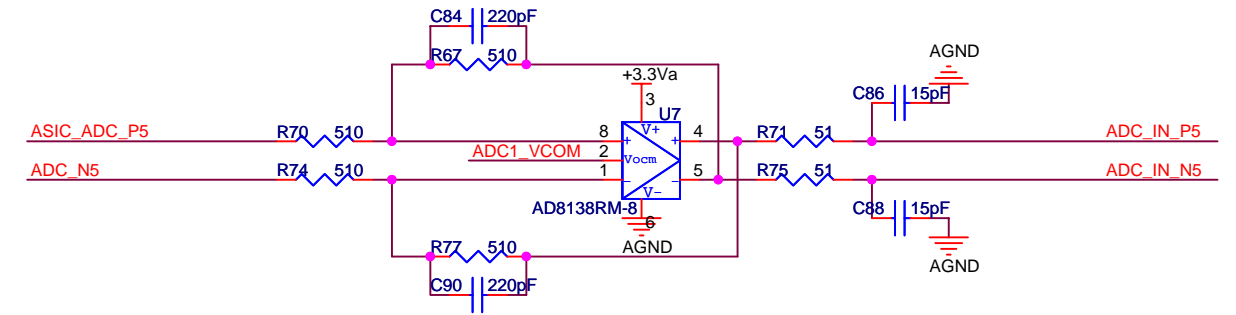 C84 220pF
R67 510
AGND
+3.3Va
C86 15pF
3
U7
V+
ASIC_ADC_P5 R70 510 8 + + 4 R71 51 ADC_IN_P5
ADC1_VCOM 2 Vocm
ADC_N5 R74 510 1 - - 5 R75 51 ADC_IN_N5
V-
AD8138RM-8 6 C88 15pF
R77 510 AGND
AGND
C90 220pF